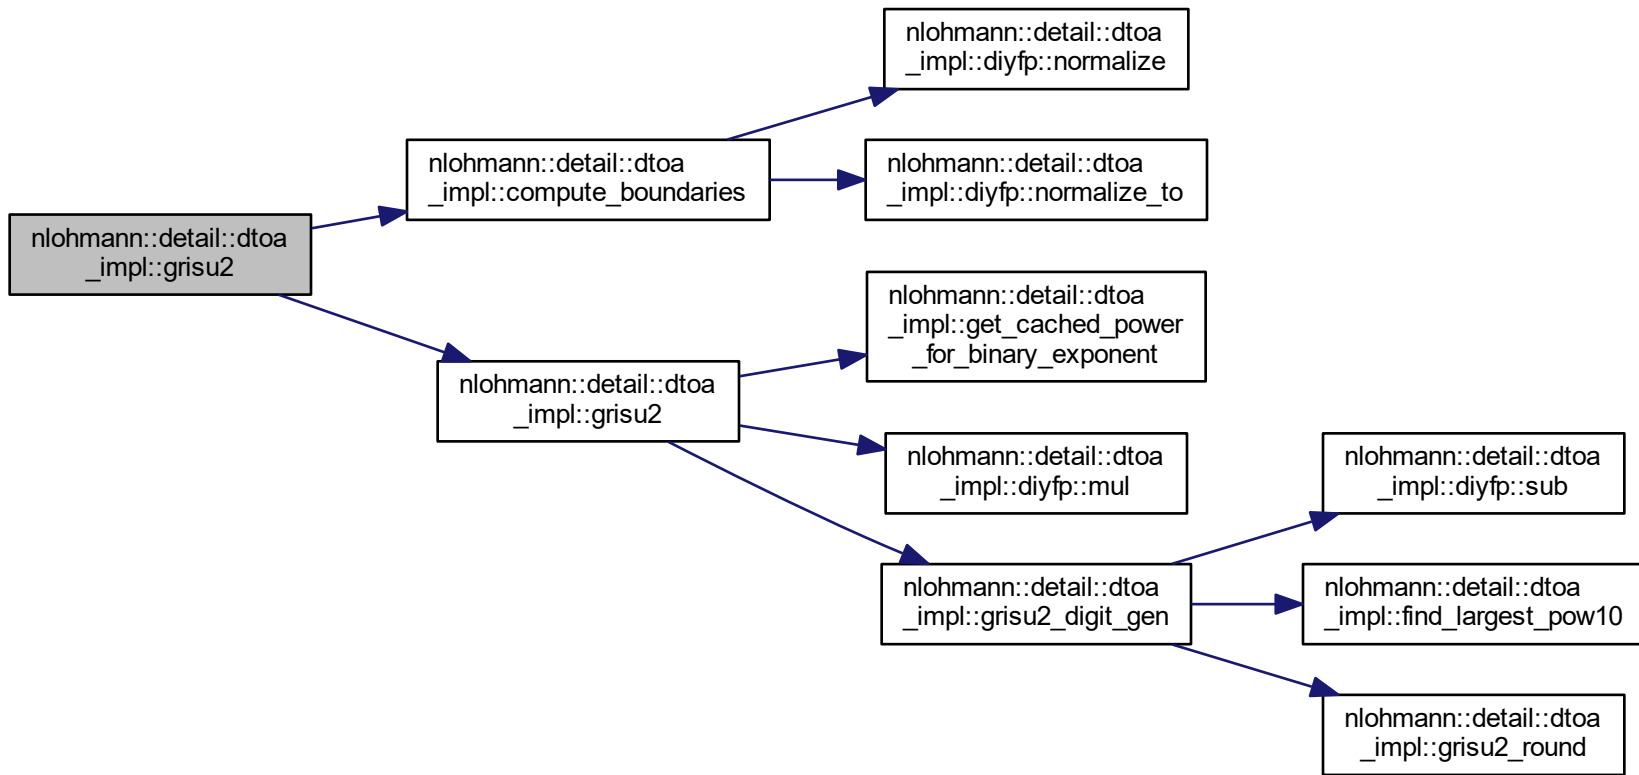 nlohmann::detail::dtoa
_impl::grisu2
nlohmann::detail::dtoa
_impl::compute_boundaries
nlohmann::detail::dtoa
_impl::diyfp::normalize
nlohmann::detail::dtoa
_impl::diyfp::normalize_to
nlohmann::detail::dtoa
_impl::grisu2
nlohmann::detail::dtoa
_impl::get_cached_power
_for_binary_exponent
nlohmann::detail::dtoa
_impl::diyfp::mul
nlohmann::detail::dtoa
_impl::grisu2_digit_gen
nlohmann::detail::dtoa
_impl::diyfp::sub
nlohmann::detail::dtoa
_impl::find_largest_pow10
nlohmann::detail::dtoa
_impl::grisu2_round